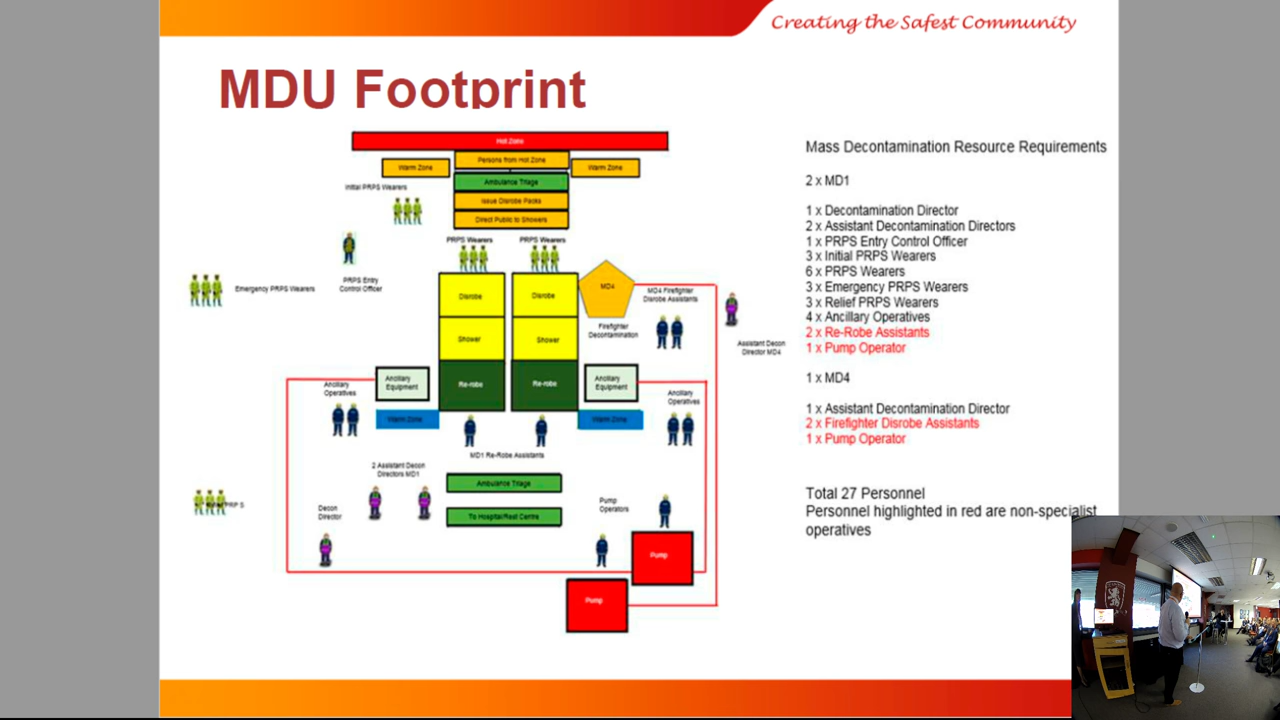 Creating the Safest Community
MDU Footprint
Hot Zone
Warm Zone
Persons from Hot Zone
Warm Zone
Ambulance Triage
Initial PRPS Wearers
Issue Disrobe Packs
Direct Public to Showers
PRPS Wearers
PRPS Wearers
PRPS Entry
Control Officer
Emergency PRPS Wearers
Disrobe
Disrobe
MD4
MD4 Firefighter
Disrobe Assistants
Firefighter
Decontamination
Shower
Shower
Assistant Decon
Director MD4
Ancillary
Operatives
Ancillary
Equipment
Re-robe
Re-robe
Ancillary
Equipment
Ancillary
Operatives
Warm Zone
Warm Zone
MD1 Re-Robe Assistants
2 Assistant Decon
Directors MD1
Ambulance Triage
PRP S
Decon
Director
To Hospital/Rest Centre
Pump
Operators
Pump
Pump
Mass Decontamination Resource Requirements
2 x MD1
1 x Decontamination Director
2 x Assistant Decontamination Directors
1 x PRPS Entry Control Officer
3 x Initial PRPS Wearers
6 x PRPS Wearers
3 x Emergency PRPS Wearers
3 x Relief PRPS Wearers
4 x Ancillary Operatives
2 x Re-Robe Assistants
1 x Pump Operator
1 x MD4
1 x Assistant Decontamination Director
2 x Firefighter Disrobe Assistants
1 x Pump Operator
Total 27 Personnel
Personnel highlighted in red are non-specialist
operatives